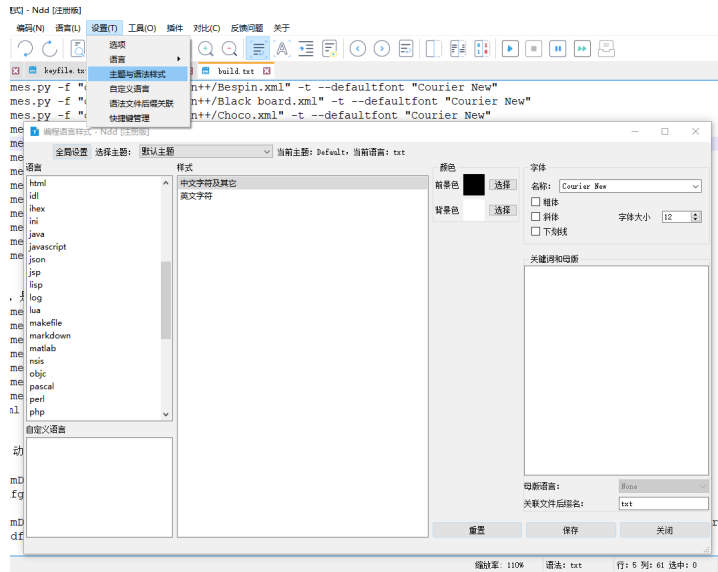 - Ndd [注册版]
编码(N) 语言(L) 设置(T) 工具(O) 插件 对比(C) 反馈问题 关于
选项
语言
主题与语法样式
自定义语言
语法文件后缀关联
快捷键管理
keyfile.tx
build.txt
mes.py -f "
n++/Bespin.xml" -t --defaultfont "Courier New"
mes.py -f "
n++/Black board.xml" -t --defaultfont "Courier New"
mes.py -f "
n++/Choco.xml" -t --defaultfont "Courier New"
编程语言样式 - Ndd [注册版]
全局设置 选择主题: 默认主题 当前主题: Default, 当前语言: txt
语言 样式 颜色 字体
html
idl
ihex
ini
java
javascript
json
jsp
lisp
log
lua
makefile
markdown
matlab
nsis
objc
pascal
perl
php
自定义语言
中文字符及其它
英文字符
前景色 选择
背景色 选择
名称: Courier New
粗体
斜体 字体大小 12
下划线
关键词和母版
母版语言: None
关联文件后缀名: txt
重置 保存 关闭
缩放率: 110% 语法: txt 行: 5 列: 61 选中: 0